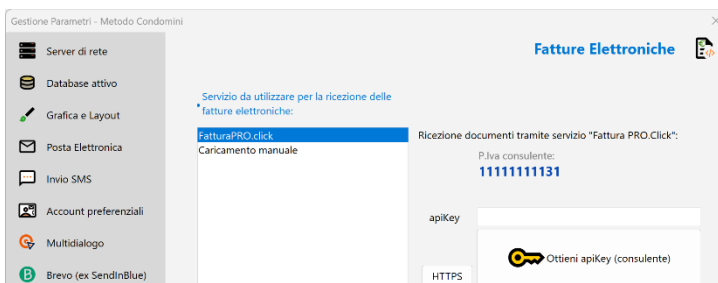 Gestione Parametri - Metodo Condomini
Server di rete
Database attivo
Grafica e Layout
Posta Elettronica
Invio SMS
Account preferenziali
Multidialogo
Brevo (ex SendInBlue)
Fatture Elettroniche
Servizio da utilizzare per la ricezione delle
fatture elettroniche:
FatturaPRO.click
Caricamento manuale
Ricezione documenti tramite servizio "Fattura PRO.Click":
P.Iva consulente:
11111111131
apiKey
Ottieni apiKey (consulente)
HTTPS